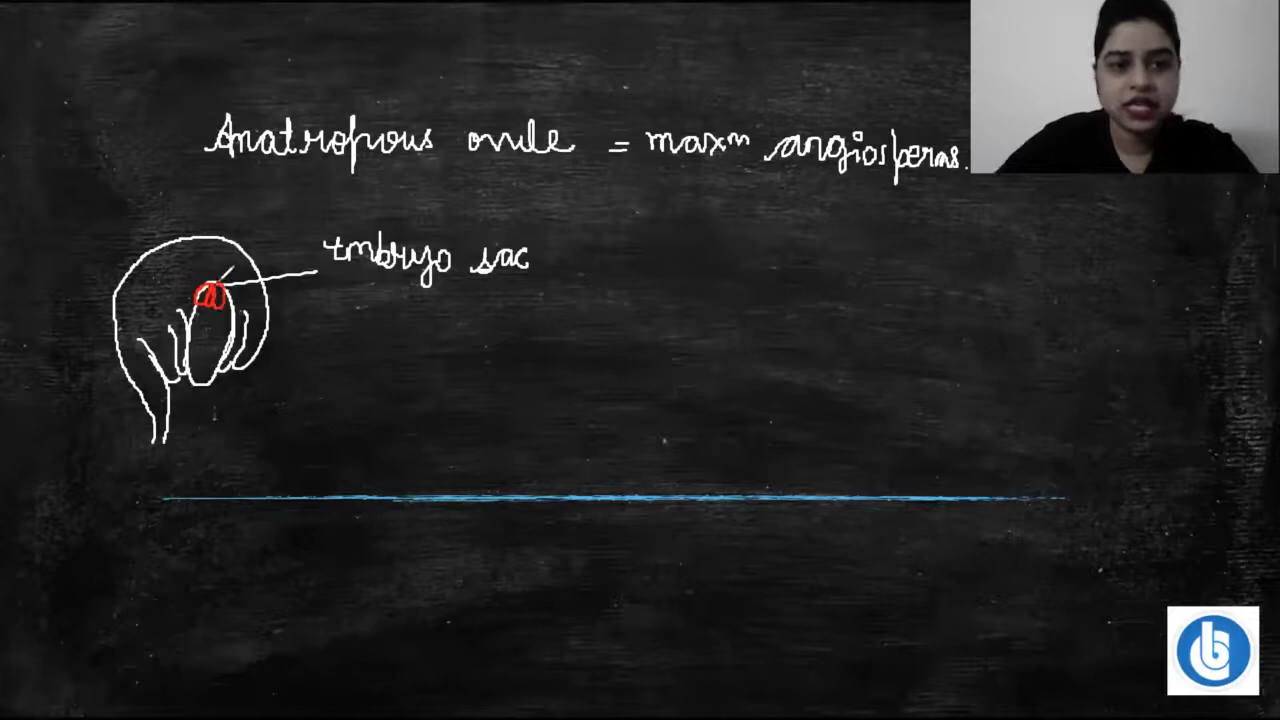 Anatropous ovule = maxm angiosperms.
Embryo sac